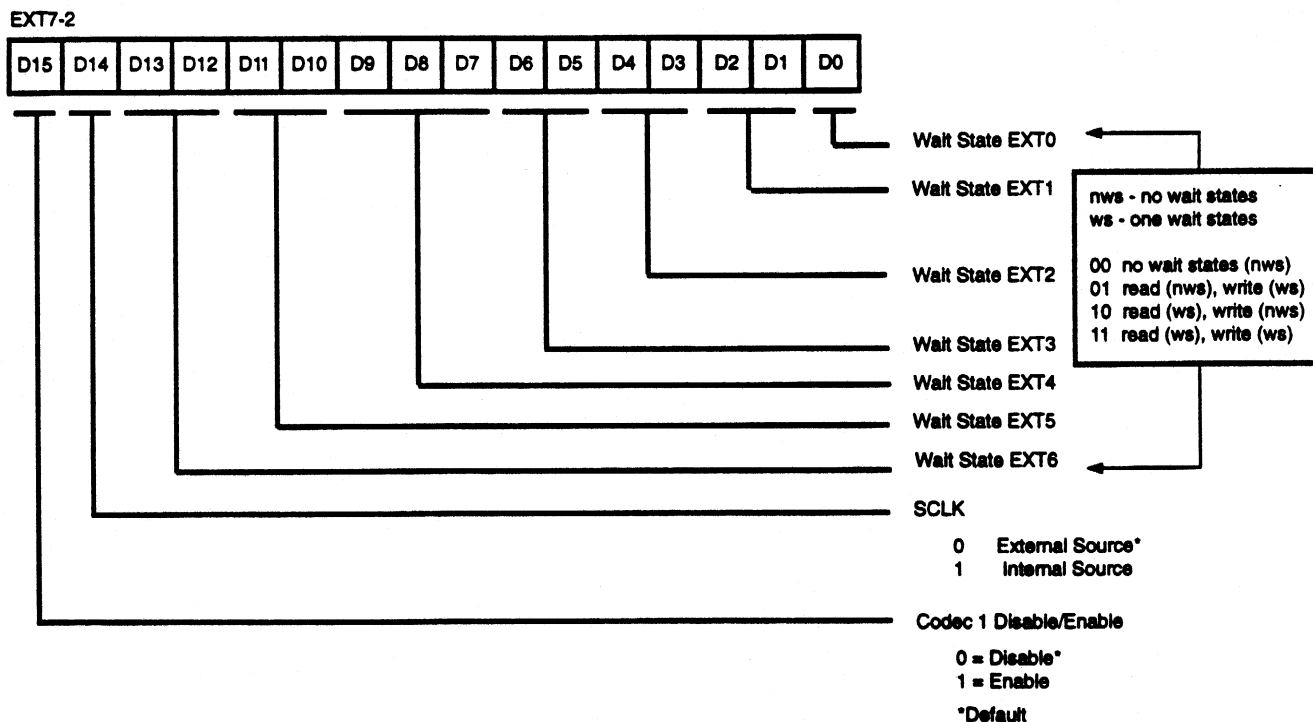 EXT7-2
D15 D14 D13 D12 D11 D10 D9 D8 D7 D6 D5 D4 D3 D2 D1 D0
Wait State EXT0
Wait State EXT1
Wait State EXT2
Wait State EXT3
Wait State EXT4
Wait State EXT5
Wait State EXT6
nws - no wait states
ws - one wait states
00 no wait states (nws)
01 read (nws), write (ws)
10 read (ws), write (nws)
11 read (ws), write (ws)
SCLK
0 External Source*
1 Internal Source
Codec 1 Disable/Enable
0 = Disable*
1 = Enable
*Default